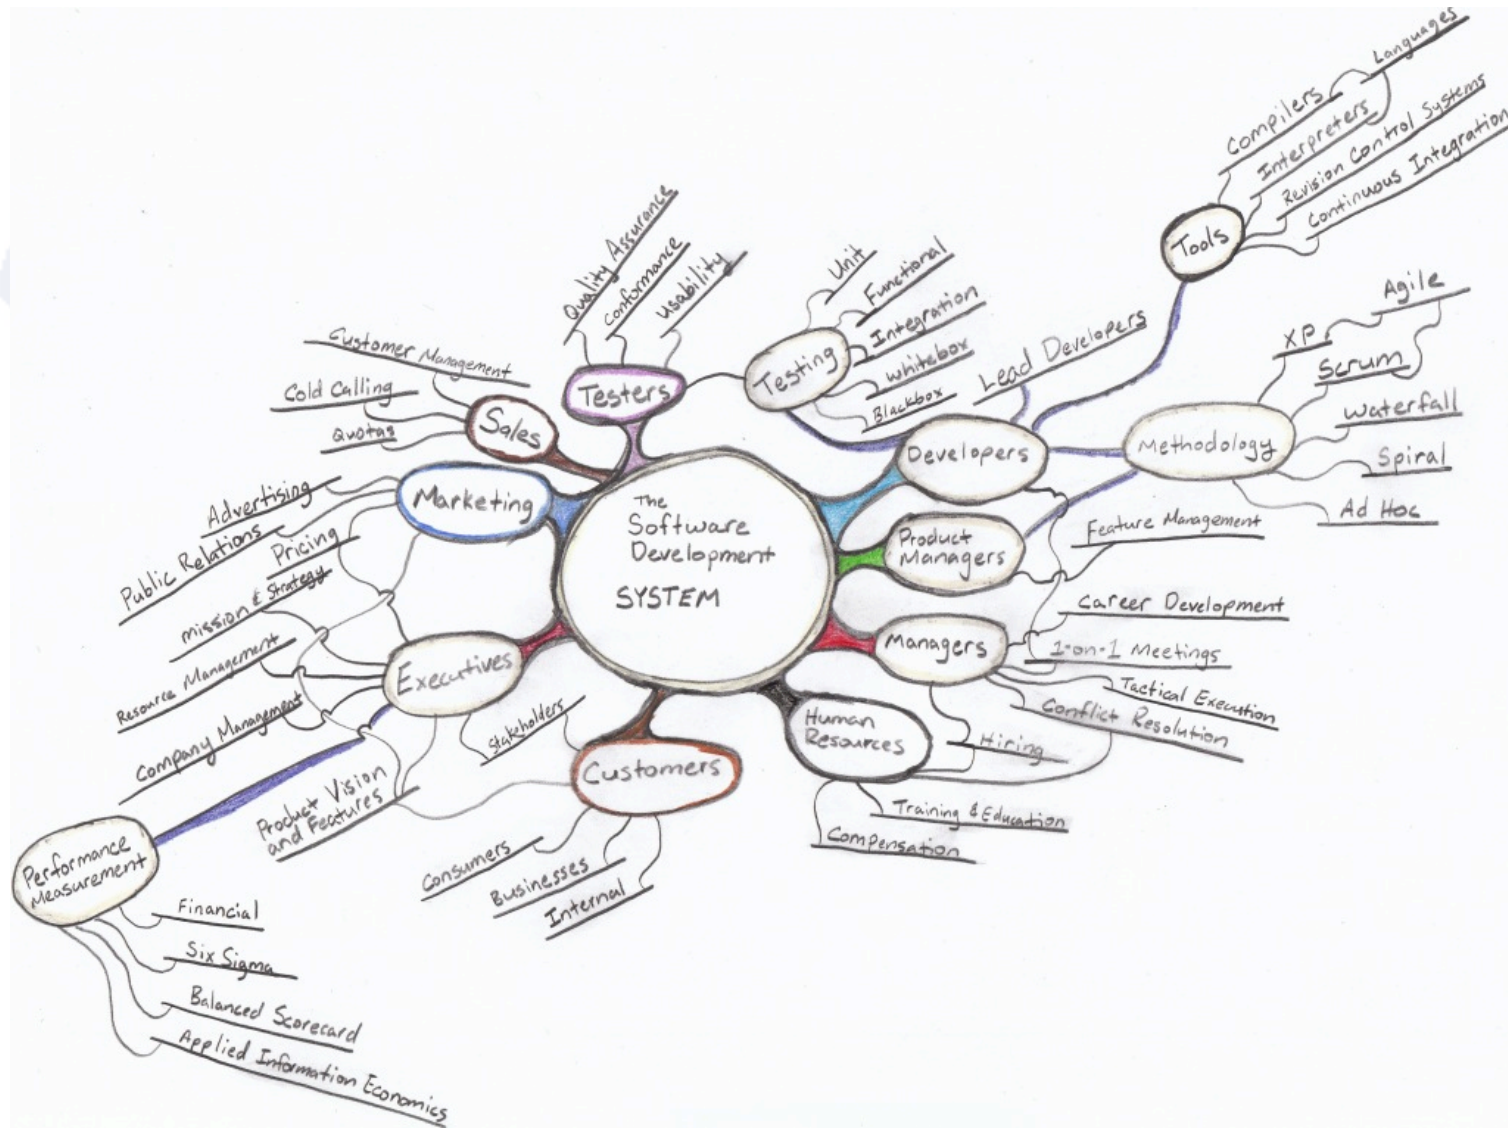 The
Software
Development
SYSTEM
Developers
Lead Developers
Tools
Compilers
Interpreters
Languages
Revision Control Systems
Continuous Integration
Methodology
XP
Agile
Scrum
Waterfall
Spiral
Ad Hoc
Product
Managers
Feature Management
Managers
Career Development
1-on-1 Meetings
Tactical Execution
Conflict Resolution
Hiring
Human
Resources
Training & Education
Compensation
Customers
Stakeholders
Consumers
Businesses
Internal
Product Vision
and Features
Executives
Mission & Strategy
Resource Management
Company Management
Performance
Measurement
Financial
Six Sigma
Balanced Scorecard
Applied Information Economics
Marketing
Advertising
Public Relations
Pricing
Sales
Customer Management
Cold Calling
Quotas
Testers
Quality Assurance
Conformance
Usability
Testing
Unit
Functional
Integration
Whitebox
Blackbox